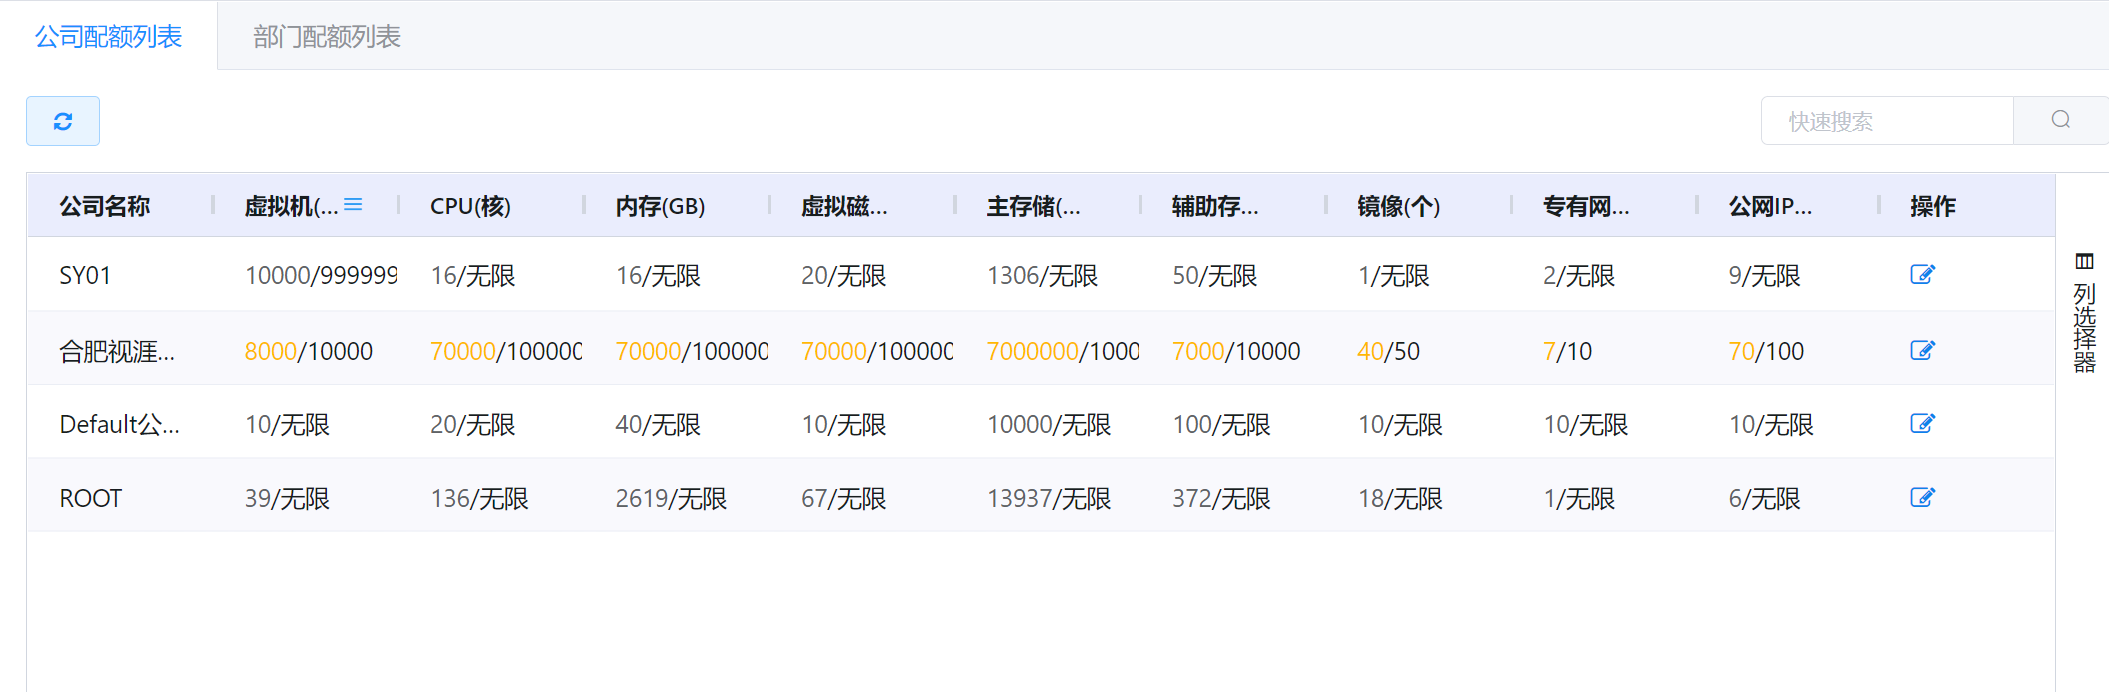 公司配额列表 部门配额列表
快速搜索
公司名称 虚拟机(... CPU(核) 内存(GB) 虚拟磁... 主存储(... 辅助存... 镜像(个) 专有网... 公网IP... 操作
SY01 10000/999999 16/无限 16/无限 20/无限 1306/无限 50/无限 1/无限 2/无限 9/无限
合肥视涯... 8000/10000 70000/100000 70000/100000 70000/100000 7000000/1000 7000/10000 40/50 7/10 70/100
Default公... 10/无限 20/无限 40/无限 10/无限 10000/无限 100/无限 10/无限 10/无限 10/无限
ROOT 39/无限 136/无限 2619/无限 67/无限 13937/无限 372/无限 18/无限 1/无限 6/无限
列选择器